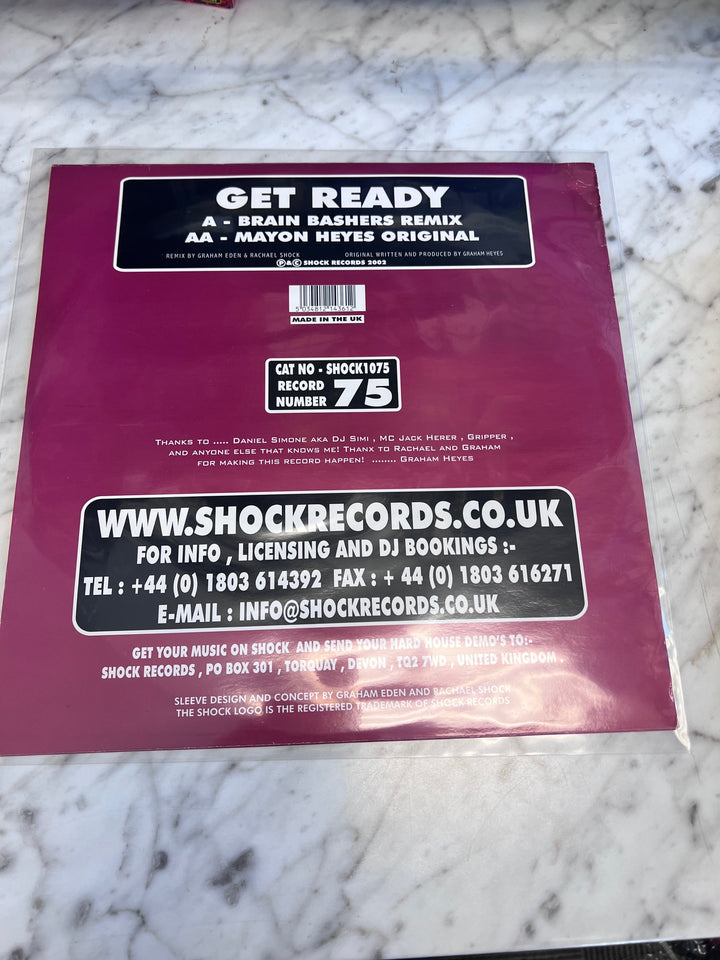 GET READY
A - BRAIN BASHERS REMIX
AA - MAYON HEYES ORIGINAL
REMIX BY GRAHAM EDEN & RACHAEL SHOCK ORIGINAL WRITTEN AND PRODUCED BY GRAHAM HEYES
Ⓟ&© SHOCK RECORDS 2002
5 034812 143612
MADE IN THE UK
CAT NO - SHOCK1075
RECORD NUMBER 75
THANKS TO ..... DANIEL SIMONE AKA DJ SIMI , MC JACK HERER , GRIPPER ,
AND ANYONE ELSE THAT KNOWS ME! THANX TO RACHAEL AND GRAHAM
FOR MAKING THIS RECORD HAPPEN! ........ GRAHAM HEYES
WWW.SHOCKRECORDS.CO.UK
FOR INFO , LICENSING AND DJ BOOKINGS :-
TEL : +44 (0) 1803 614392 FAX : + 44 (0) 1803 616271
E-MAIL : INFO@SHOCKRECORDS.CO.UK
GET YOUR MUSIC ON SHOCK AND SEND YOUR HARD HOUSE DEMO'S TO:-
SHOCK RECORDS , PO BOX 301 , TORQUAY , DEVON , TQ2 7WD , UNITED KINGDOM .
SLEEVE DESIGN AND CONCEPT BY GRAHAM EDEN AND RACHAEL SHOCK
THE SHOCK LOGO IS THE REGISTERED TRADEMARK OF SHOCK RECORDS